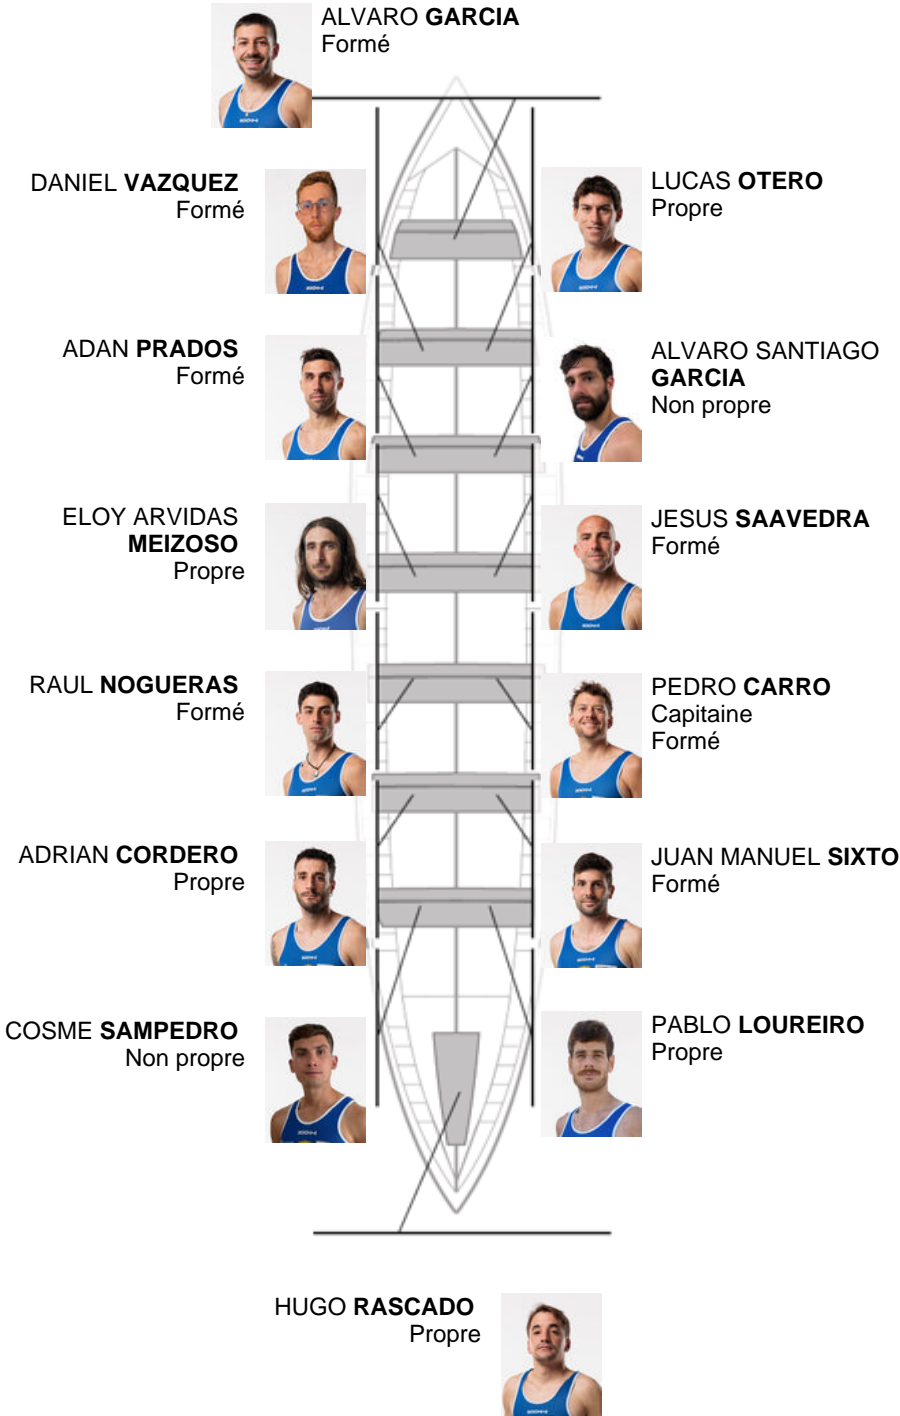 ALVARO GARCIA
Formé
DANIEL VAZQUEZ
Formé
LUCAS OTERO
Propre
ADAN PRADOS
Formé
ALVARO SANTIAGO
GARCIA
Non propre
ELOY ARVIDAS
MEIZOSO
Propre
JESUS SAAVEDRA
Formé
RAUL NOGUERAS
Formé
PEDRO CARRO
Capitaine
Formé
ADRIAN CORDERO
Propre
JUAN MANUEL SIXTO
Formé
COSME SAMPEDRO
Non propre
PABLO LOUREIRO
Propre
HUGO RASCADO
Propre